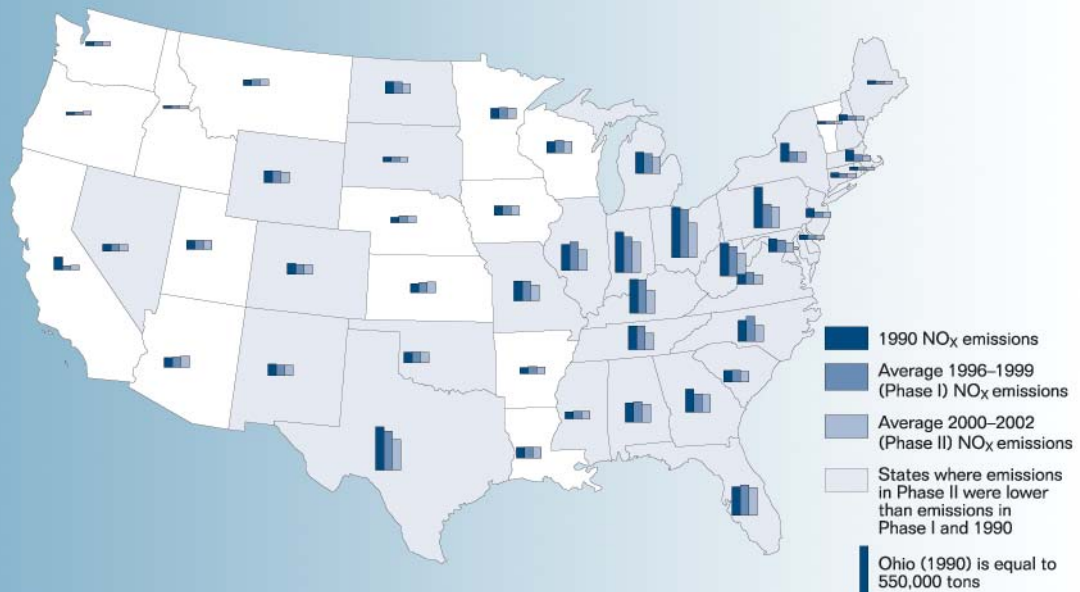 1990 NOX emissions
Average 1996–1999
(Phase I) NOX emissions
Average 2000–2002
(Phase II) NOX emissions
States where emissions
in Phase II were lower
than emissions in
Phase I and 1990
Ohio (1990) is equal to
550,000 tons